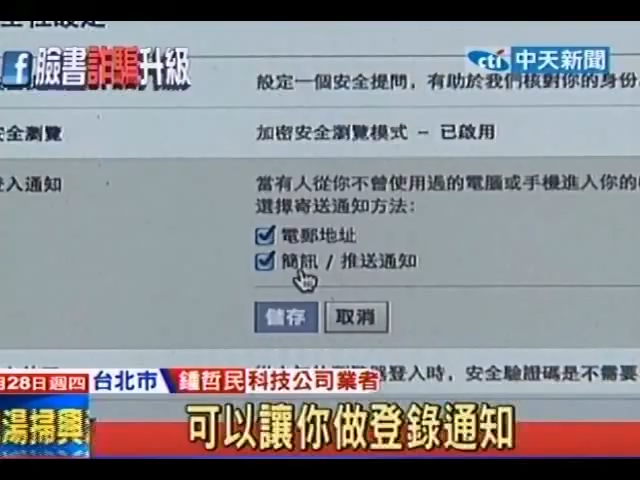 臉書詐騙升級
cti 中天新聞
設定一個安全提問，有助於我們核對你的身份
安全瀏覽
加密安全瀏覽模式 - 已啟用
登入通知
當有人從你不曾使用過的電腦或手機進入你的
選擇寄送通知方法：
電郵地址
簡訊 / 推送通知
儲存 取消
器登入時，安全驗證碼是不需要
月28日週四 台北市 鍾哲民 科技公司業者
湯掃興 可以讓你做登錄通知